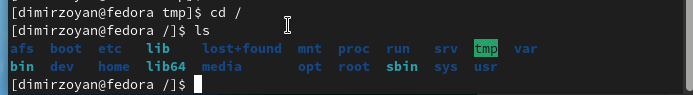 [dimirzoyan@fedora tmp]$ cd /
[dimirzoyan@fedora /]$ ls
afs boot etc lib lost+found mnt proc run srv tmp var
bin dev home lib64 media opt root sbin sys usr
[dimirzoyan@fedora /]$